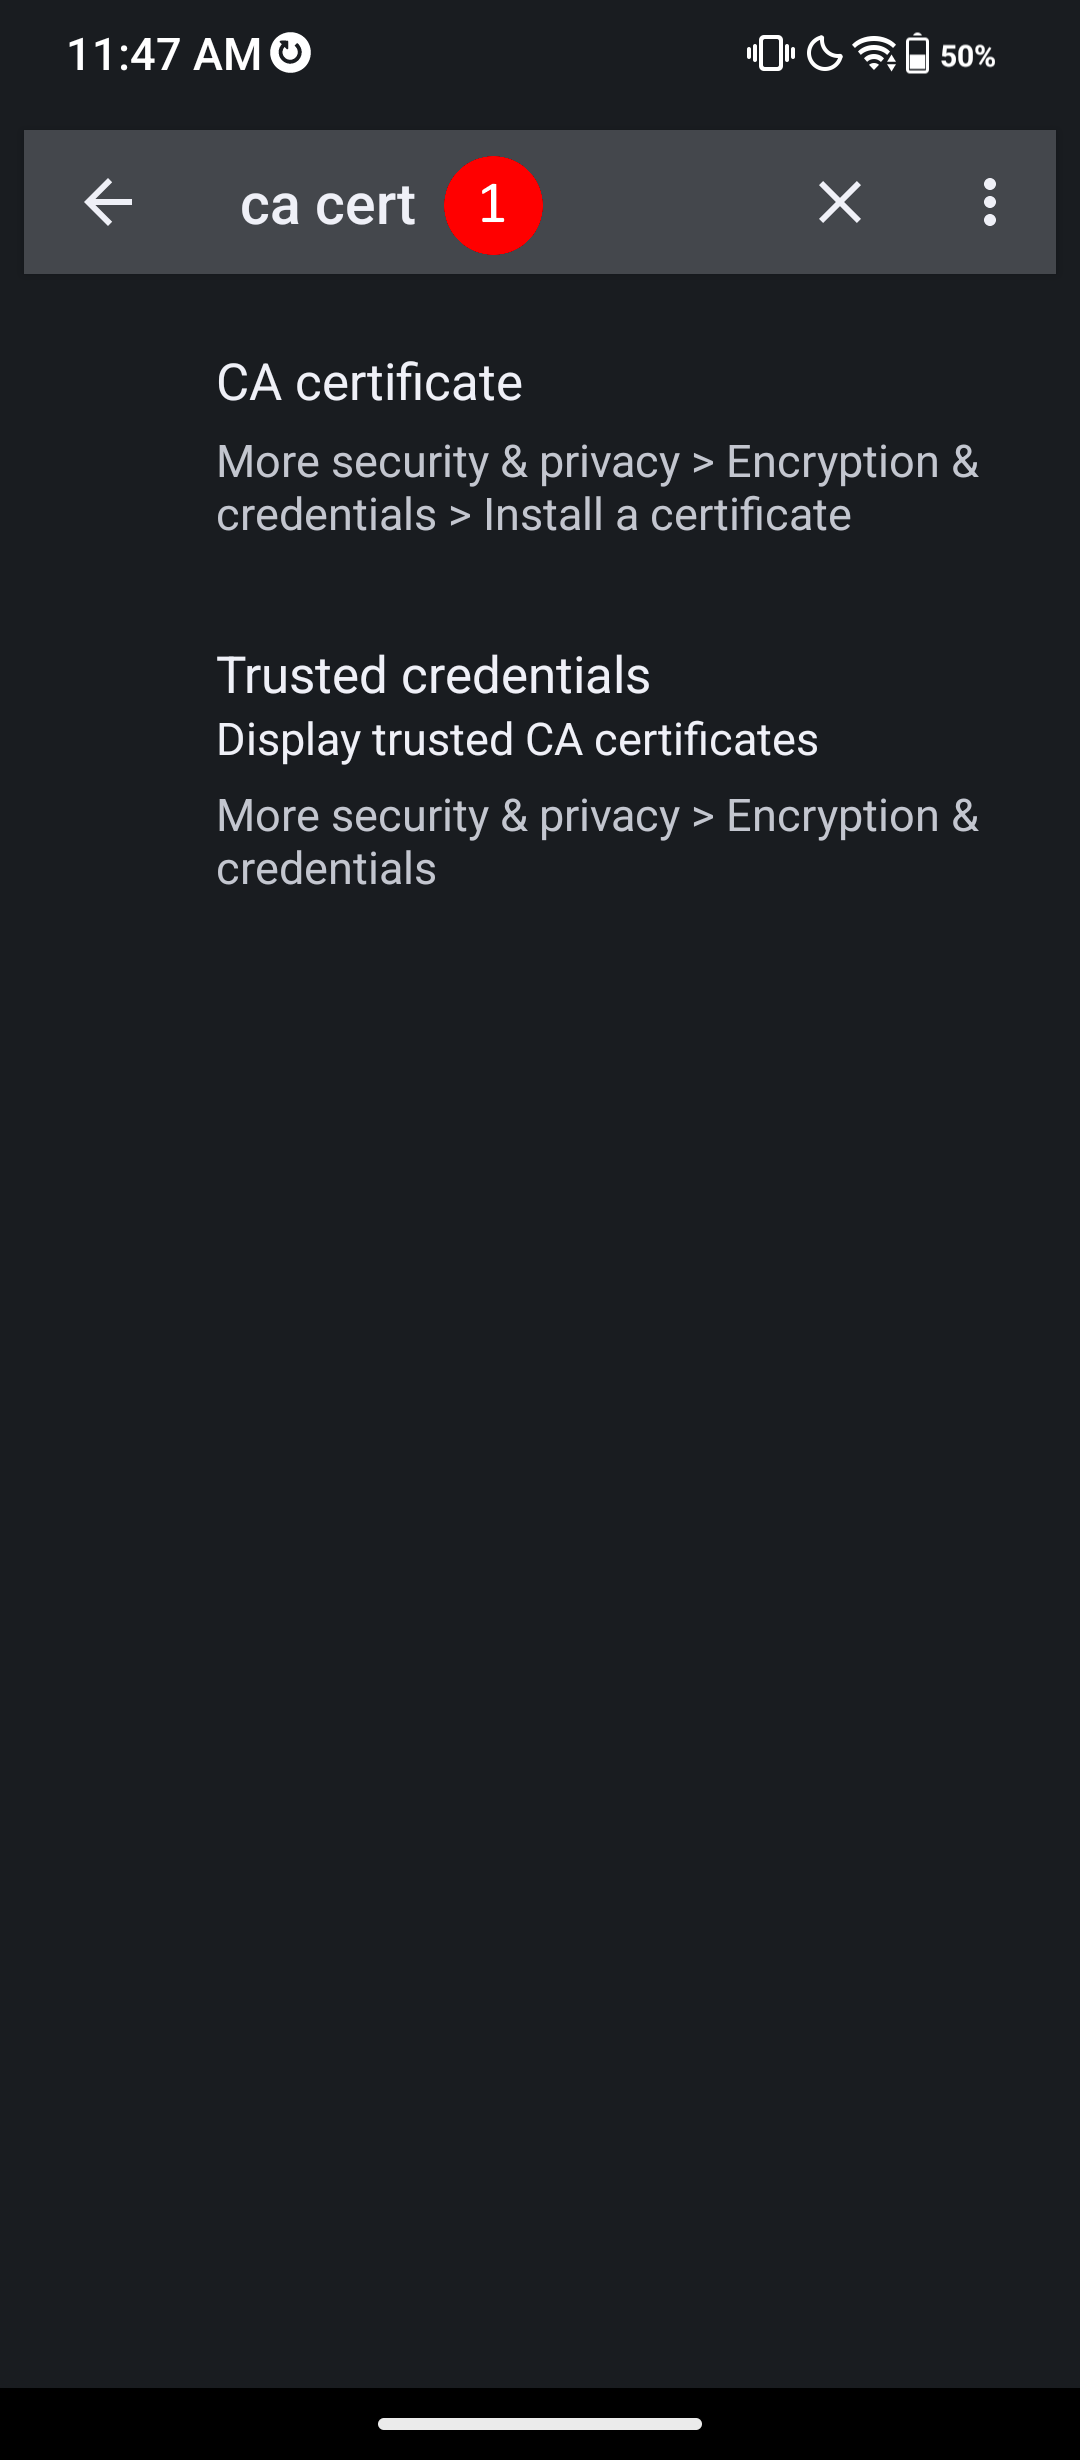 11:47 AM 50%
ca cert 1
CA certificate
More security & privacy > Encryption &
credentials > Install a certificate
Trusted credentials
Display trusted CA certificates
More security & privacy > Encryption &
credentials